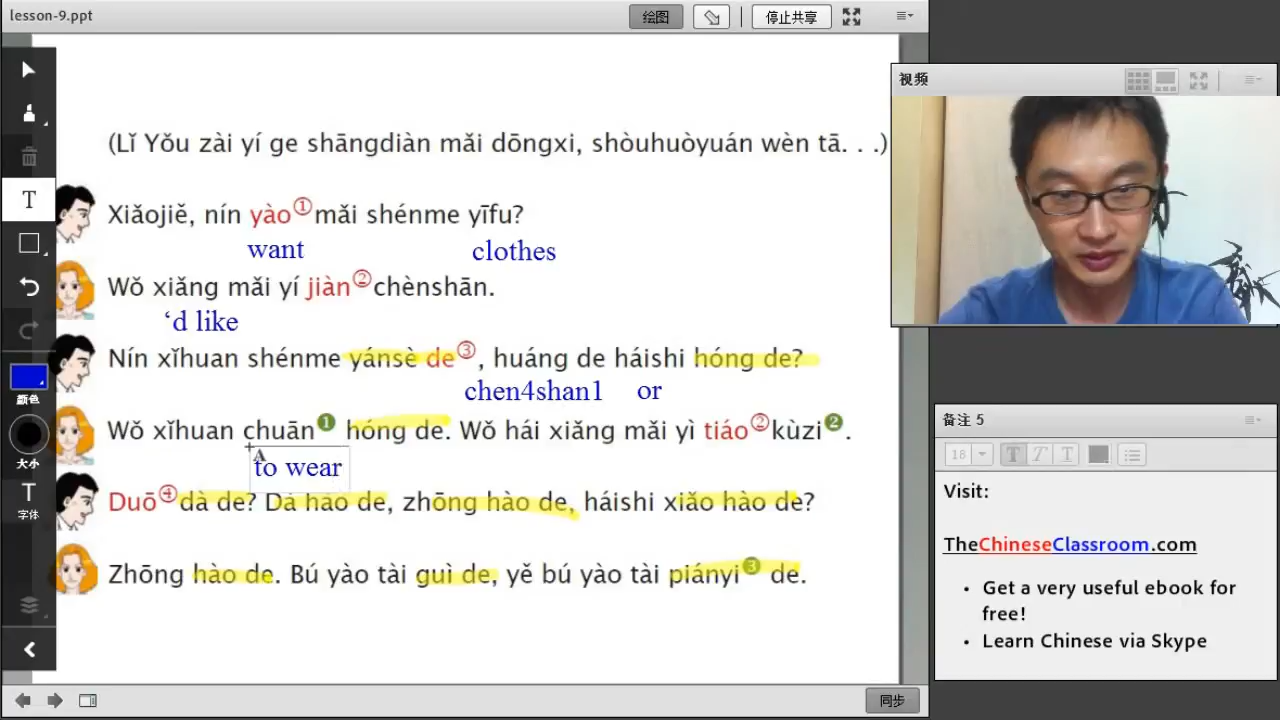 lesson-9.ppt
绘图
停止共享
(Lǐ Yǒu zài yí ge shāngdiàn mǎi dōngxi, shòuhuòyuán wèn tā. . .)
Xiǎojiě, nín yào①mǎi shénme yīfu?
want clothes
Wǒ xiǎng mǎi yí jiàn②chènshān.
‘d like
Nín xǐhuan shénme yánsè de③, huáng de háishi hóng de?
chen4shan1 or
Wǒ xǐhuan chuān❶ hóng de. Wǒ hái xiǎng mǎi yì tiáo②kùzi❷.
to wear
Duō④dà de? Dà hào de, zhōng hào de, háishi xiǎo hào de?
Zhōng hào de. Bú yào tài guì de, yě bú yào tài piányi❸ de.
T
颜色
大小
T
字体
同步
视频
备注 5
18
T T T
Visit:
TheChineseClassroom.com
• Get a very useful ebook for
free!
• Learn Chinese via Skype